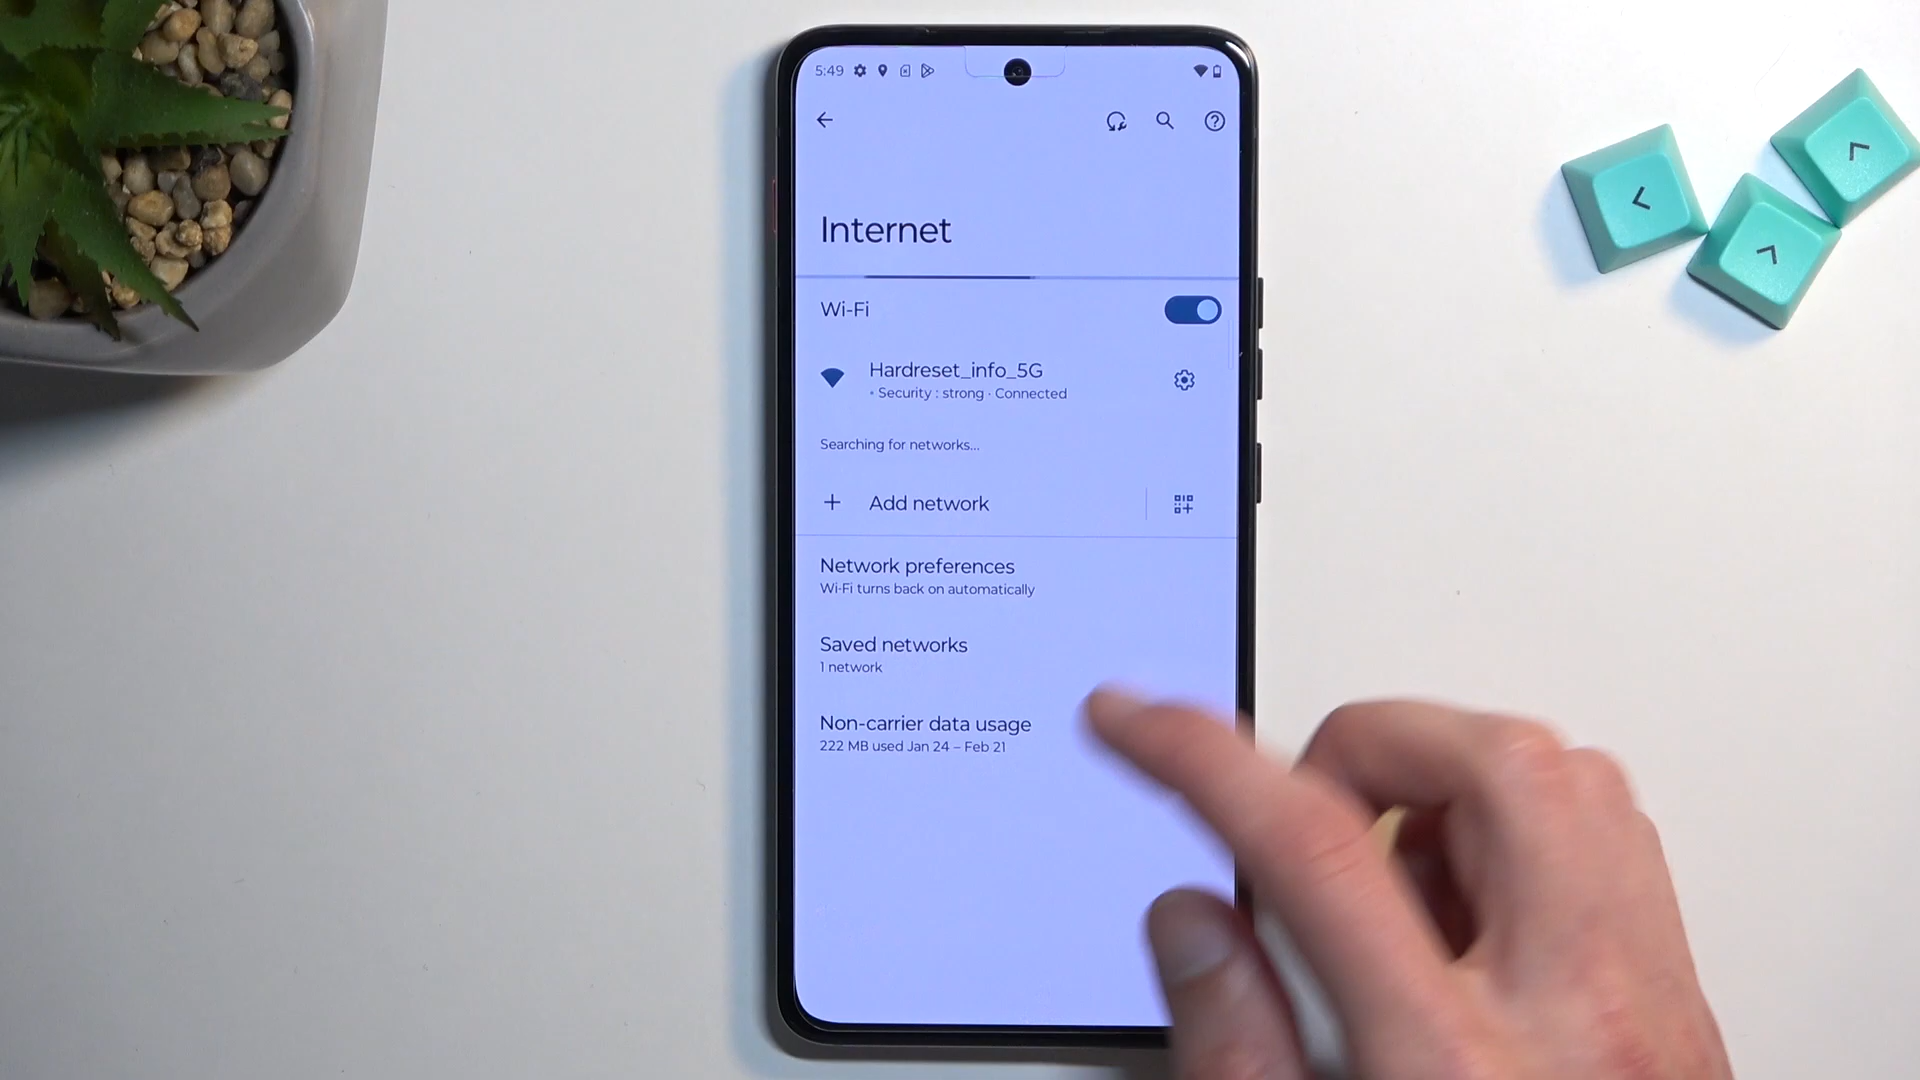 5:49
Internet
Wi-Fi
Hardreset_info_5G
• Security : strong · Connected
Searching for networks...
+ Add network
Network preferences
Wi-Fi turns back on automatically
Saved networks
1 network
Non-carrier data usage
222 MB used Jan 24 – Feb 21